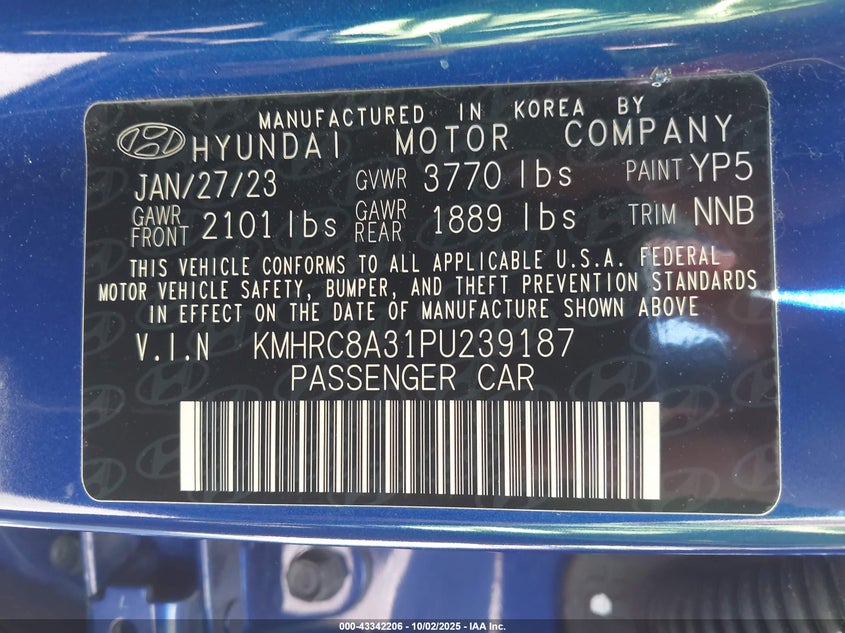 MANUFACTURED IN KOREA BY
HYUNDAI MOTOR COMPANY
JAN/27/23 GVWR 3770 lbs PAINT YP5
GAWR FRONT 2101 lbs GAWR REAR 1889 lbs TRIM NNB
THIS VEHICLE CONFORMS TO ALL APPLICABLE U.S.A. FEDERAL
MOTOR VEHICLE SAFETY, BUMPER, AND THEFT PREVENTION STANDARDS
IN EFFECT ON THE DATE OF MANUFACTURE SHOWN ABOVE
V.I.N KMHRC8A31PU239187
PASSENGER CAR
000-43342206 - 10/02/2025 - IAA Inc.